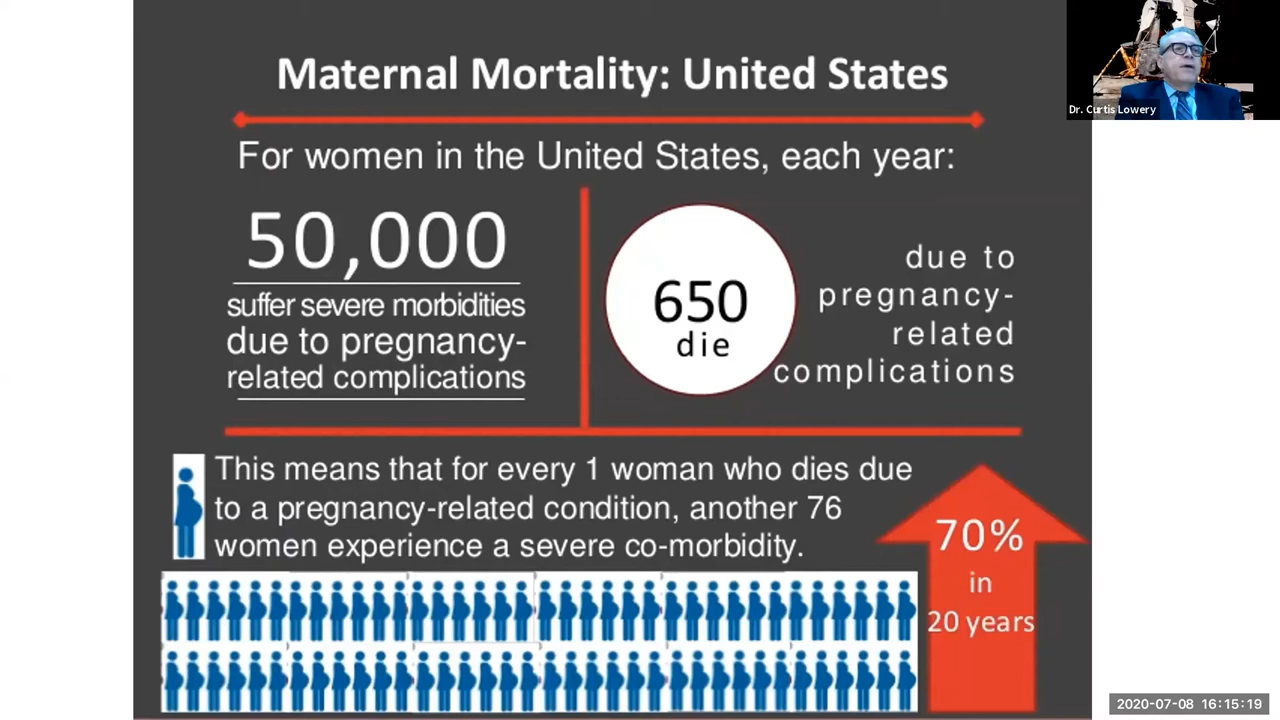 Maternal Mortality: United States
Dr. Curtis Lowery
For women in the United States, each year:
50,000
suffer severe morbidities
due to pregnancy-
related complications
650
die
due to
pregnancy-
related
complications
This means that for every 1 woman who dies due
to a pregnancy-related condition, another 76
women experience a severe co-morbidity.
70%
in
20 years
2020-07-08 16:15:19